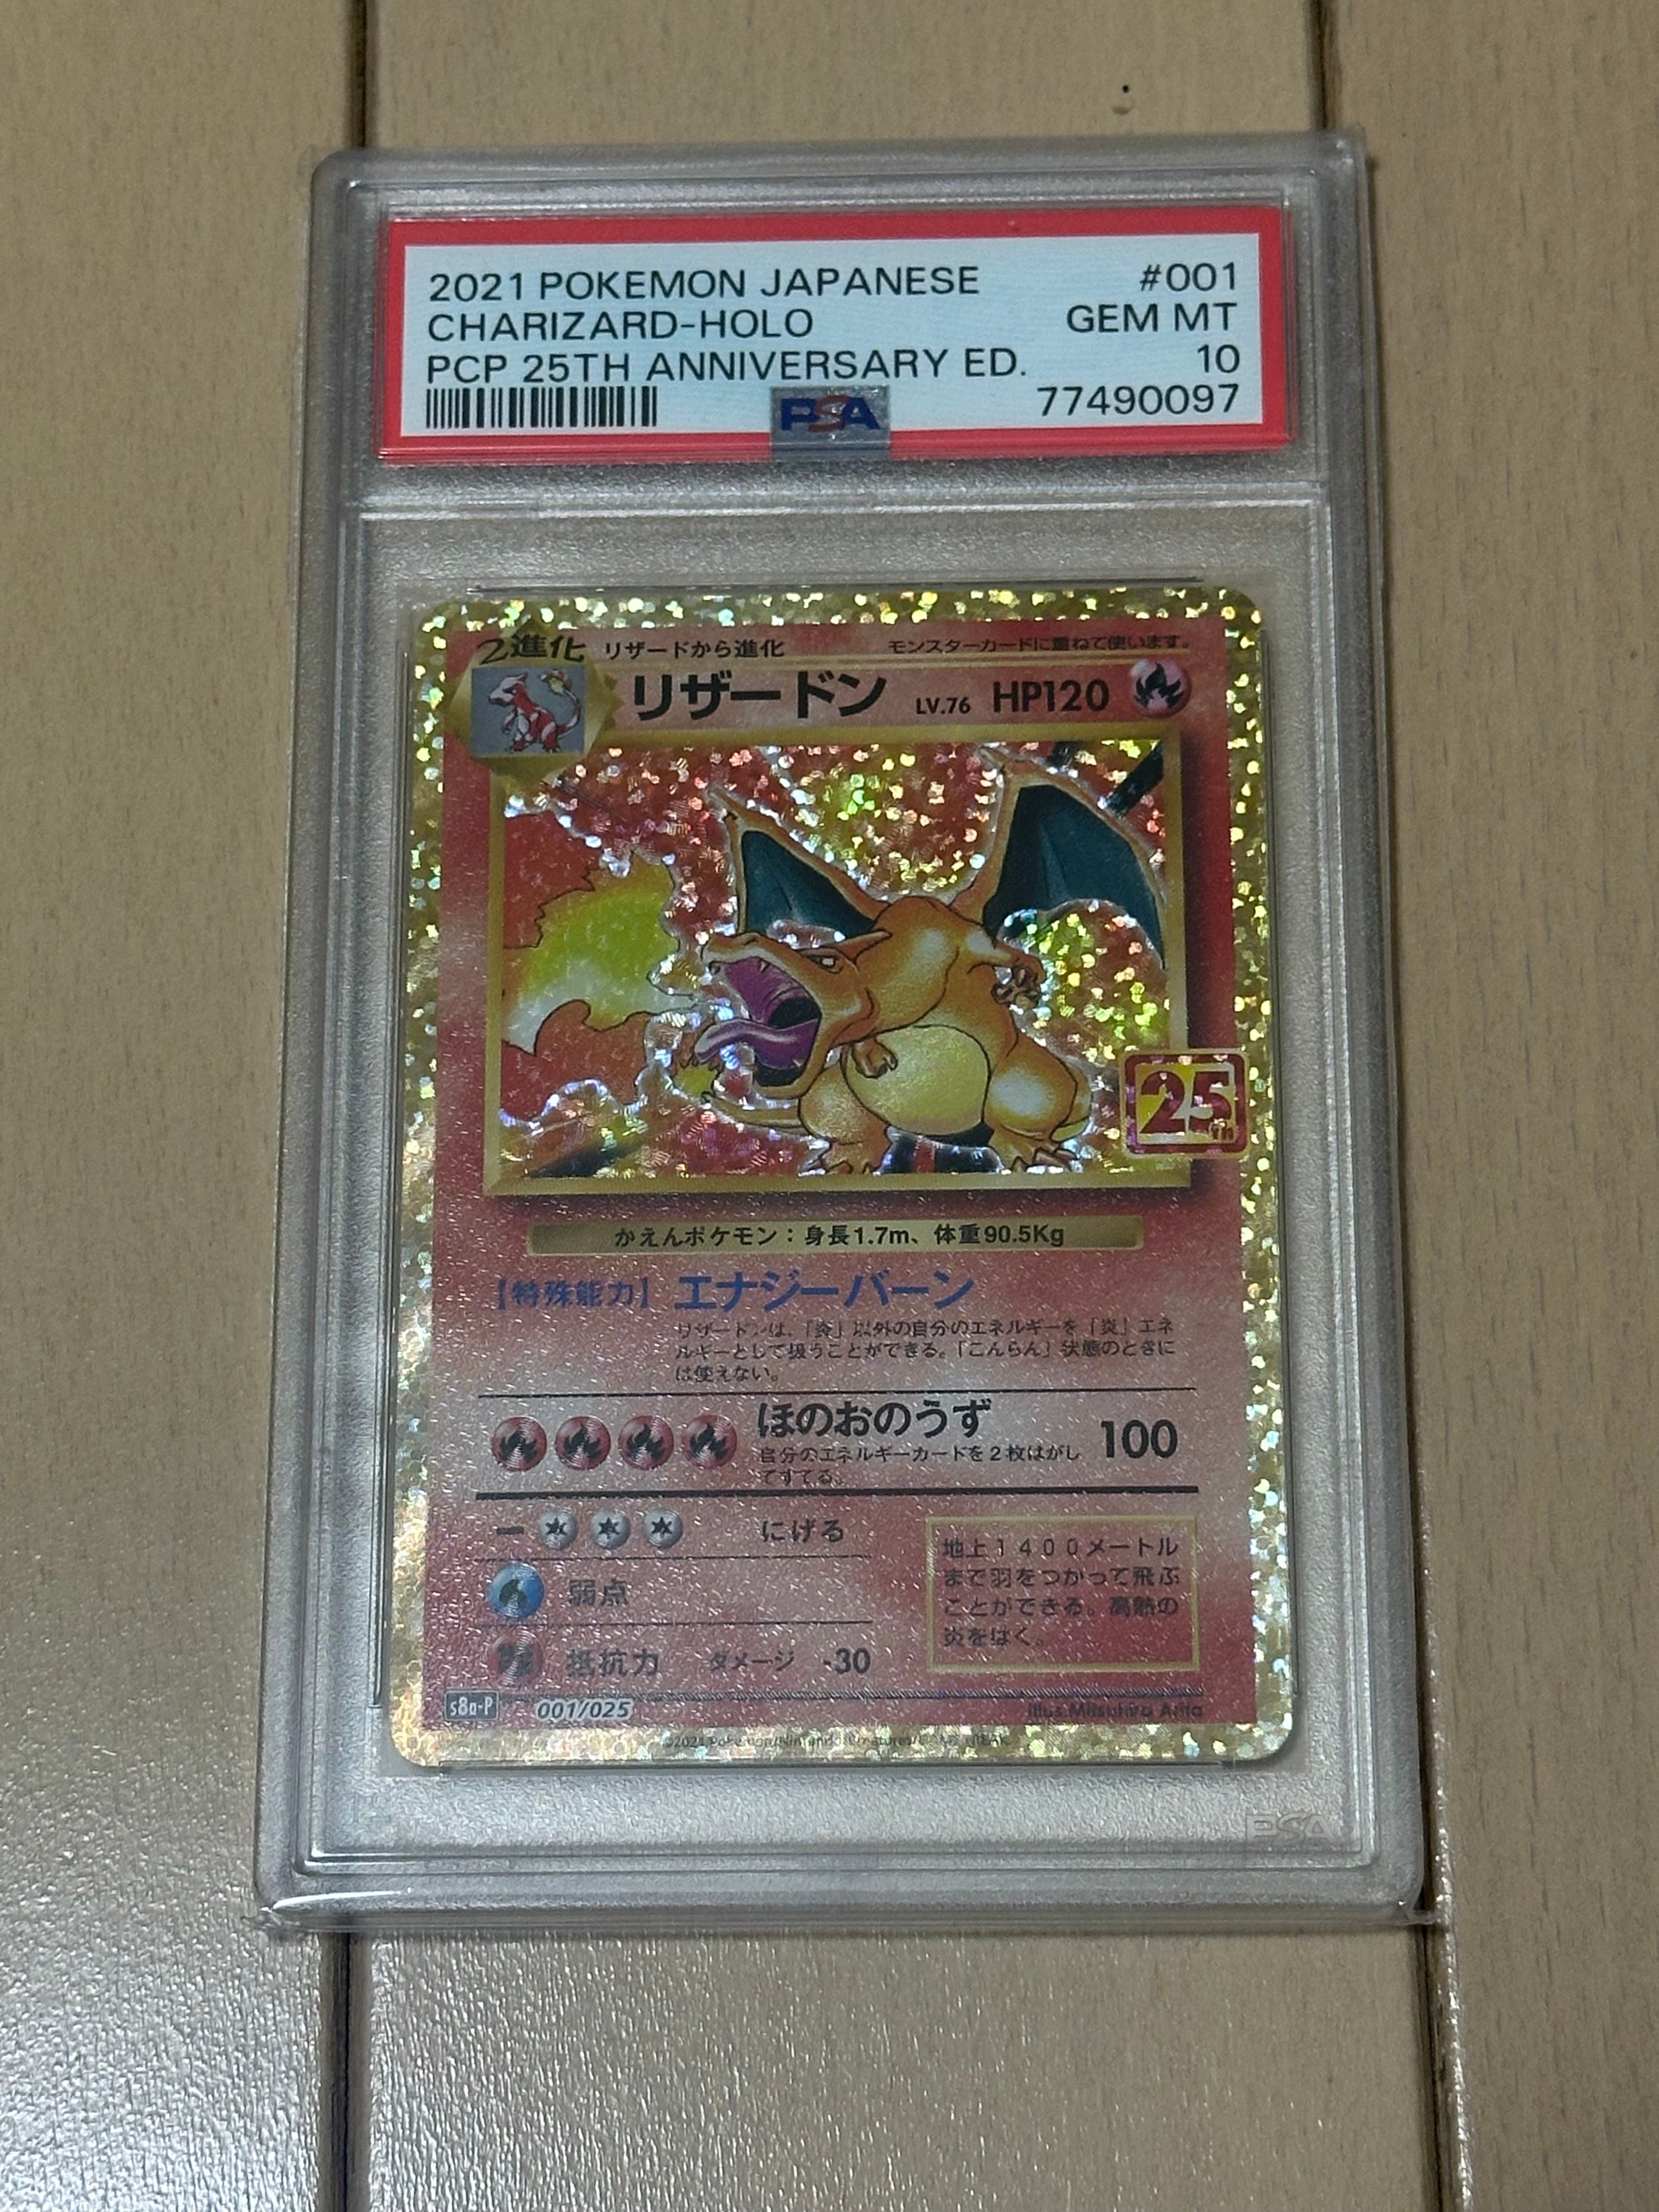 2021 POKEMON JAPANESE #001
CHARIZARD-HOLO GEM MT
PCP 25TH ANNIVERSARY ED. 10
PSA 77490097
2進化 リザードから進化 モンスターカードに重ねて使います。
リザードン LV.76 HP120
25th
かえんポケモン:身長1.7m、体重90.5Kg
【特殊能力】 エナジーバーン
リザードンは、「炎」以外の自分のエネルギーを「炎」エネ
ルギーとして扱うことができる。「こんらん」状態のときに
は使えない。
ほのおのうず 100
自分のエネルギーカードを2枚はがし
てすてる。
にげる
弱点
抵抗力 ダメージ -30
地上1400メートル
まで羽をつかって飛ぶ
ことができる。高熱の
炎をはく。
s8a-P 001/025 Illus.Mitsuhiro Arita
©2021 Pokémon/Nintendo/Creatures/
PSA